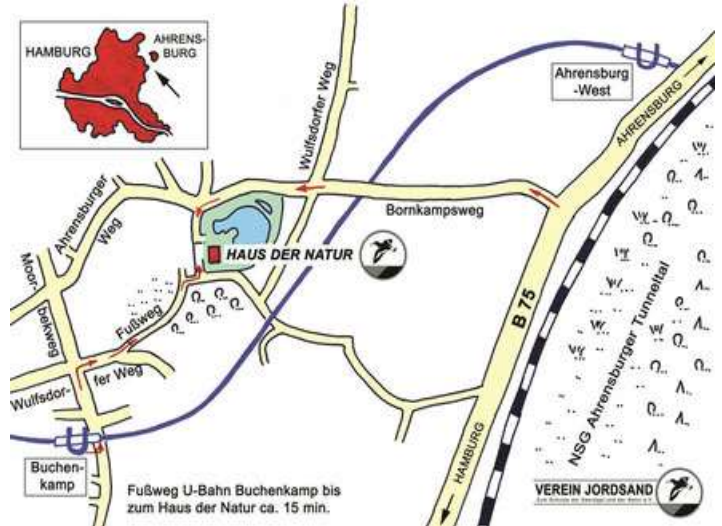 HAMBURG
AHRENS-
BURG
Ahrensburg
-West
AHRENSBURG
Wulfsdorfer Weg
Bornkampsweg
Ahrensburger
Weg
Moor-
bekweg
HAUS DER NATUR
Fußweg
B 75
NSG Ahrensburger Tunneltal
Wulfsdor-
fer Weg
HAMBURG
U
U
Buchen-
kamp
Fußweg U-Bahn Buchenkamp bis
zum Haus der Natur ca. 15 min.
VEREIN JORDSAND